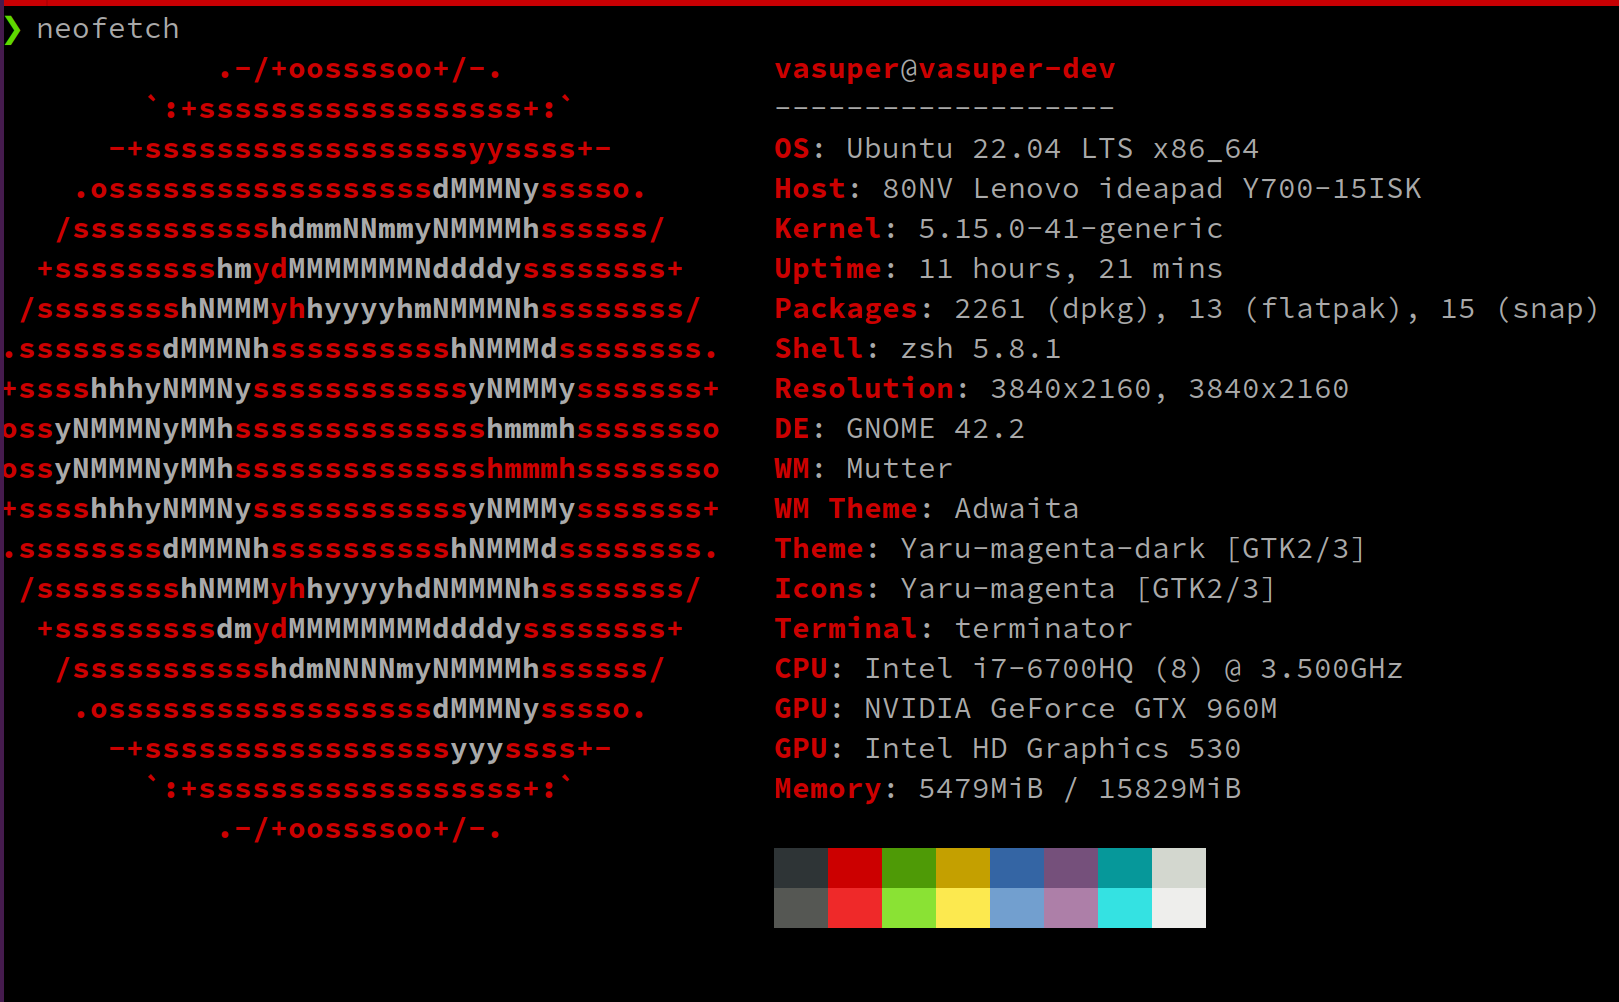 ❯ neofetch
.-/+oossssoo+/-.
`:+ssssssssssssssssss+:`
-+ssssssssssssssssssyyssss+-
.ossssssssssssssssssdMMMNysssso.
/ssssssssssshdmmNNmmyNMMMMhssssss/
+ssssssssshmydMMMMMMMNddddyssssssss+
/sssssssshNMMMyhhyyyyhmNMMMNhssssssss/
.ssssssssdMMMNhsssssssssshNMMMdssssssss.
+sssshhhyNMMNyssssssssssssyNMMMysssssss+
ossyNMMMNyMMhsssssssssssssshmmmhssssssso
ossyNMMMNyMMhsssssssssssssshmmmhssssssso
+sssshhhyNMMNyssssssssssssyNMMMysssssss+
.ssssssssdMMMNhsssssssssshNMMMdssssssss.
/sssssssshNMMMyhhyyyyhdNMMMNhssssssss/
+sssssssssdmydMMMMMMMMddddyssssssss+
/ssssssssssshdmNNNNmyNMMMMhssssss/
.ossssssssssssssssssdMMMNysssso.
-+sssssssssssssssssyyyssss+-
`:+ssssssssssssssssss+:`
.-/+oossssoo+/-.
vasuper@vasuper-dev
-------------------
OS: Ubuntu 22.04 LTS x86_64
Host: 80NV Lenovo ideapad Y700-15ISK
Kernel: 5.15.0-41-generic
Uptime: 11 hours, 21 mins
Packages: 2261 (dpkg), 13 (flatpak), 15 (snap)
Shell: zsh 5.8.1
Resolution: 3840x2160, 3840x2160
DE: GNOME 42.2
WM: Mutter
WM Theme: Adwaita
Theme: Yaru-magenta-dark [GTK2/3]
Icons: Yaru-magenta [GTK2/3]
Terminal: terminator
CPU: Intel i7-6700HQ (8) @ 3.500GHz
GPU: NVIDIA GeForce GTX 960M
GPU: Intel HD Graphics 530
Memory: 5479MiB / 15829MiB